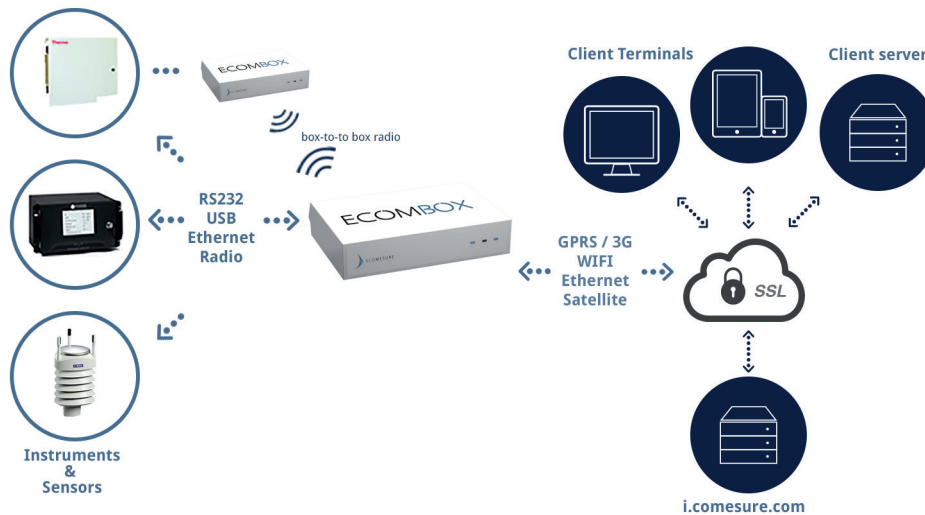 Client Terminals
Client server
ECOMBOX
box-to-to box radio
RS232
USB
Ethernet
Radio
ECOMBOX
ECOMESURE
GPRS / 3G
WIFI
Ethernet
Satellite
SSL
Instruments
&
Sensors
i.comesure.com